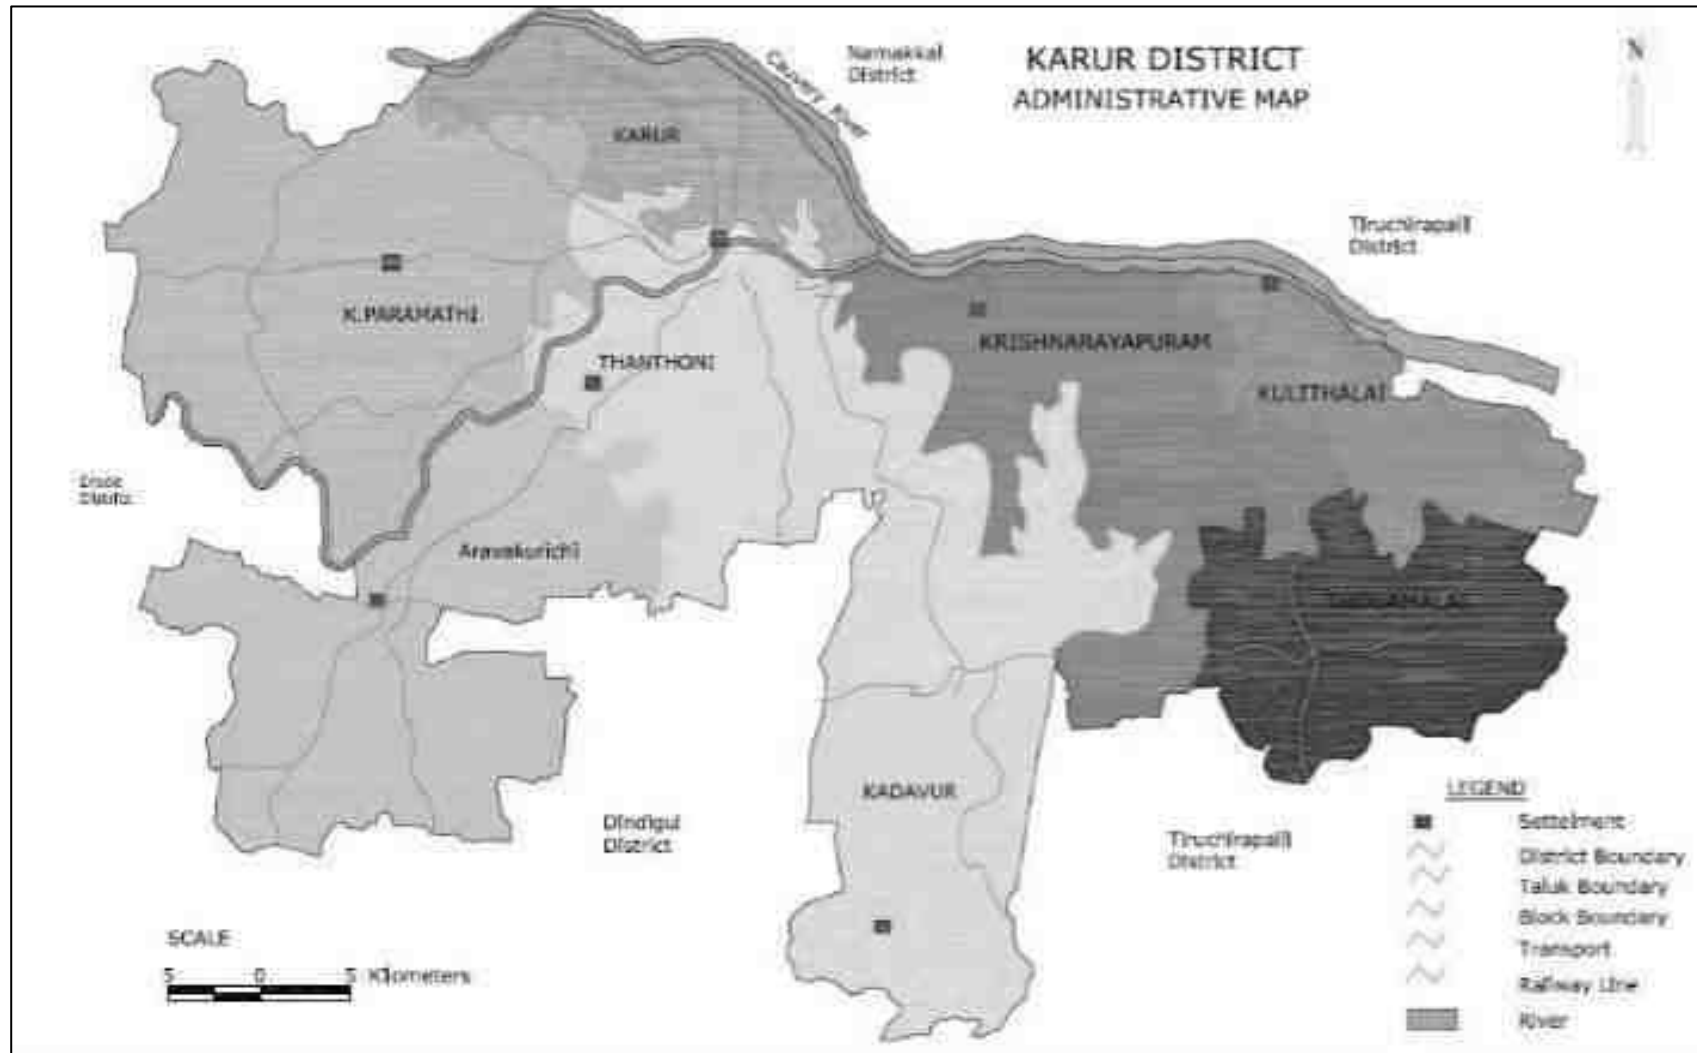 Namakkal
District
KARUR DISTRICT
ADMINISTRATIVE MAP
N
Cauvery River
KARUR
Tiruchirapalli
District
K.PARAMATHI
KRISHNARAYAPURAM
THANTHONI
KULITHALAI
Aravakurichi
KADAVUR
Dindigul
District
Tiruchirapalli
District
LEGEND
Settelment
District Boundary
Taluk Boundary
Block Boundary
Transport
Railway Line
River
SCALE
5 0 5 Kilometers